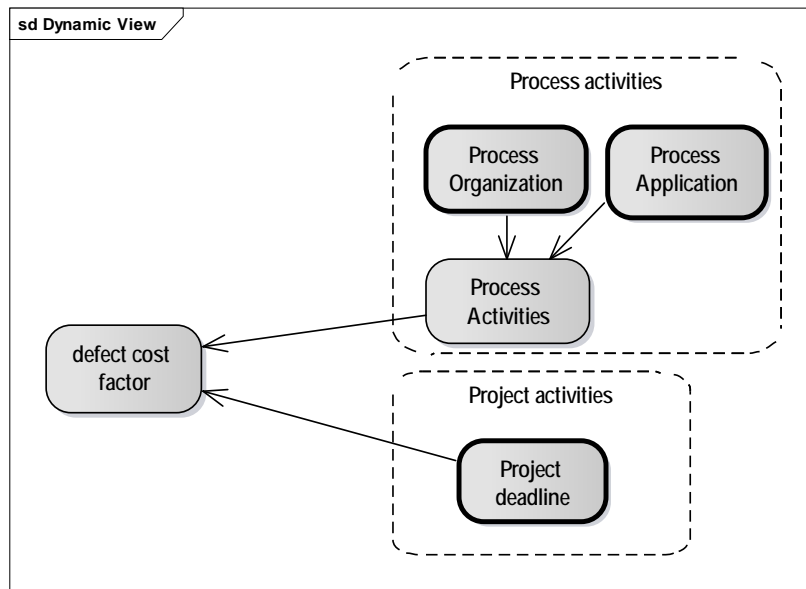 sd Dynamic View
Process activities
Process
Organization
Process
Application
Process
Activities
defect cost
factor
Project activities
Project
deadline